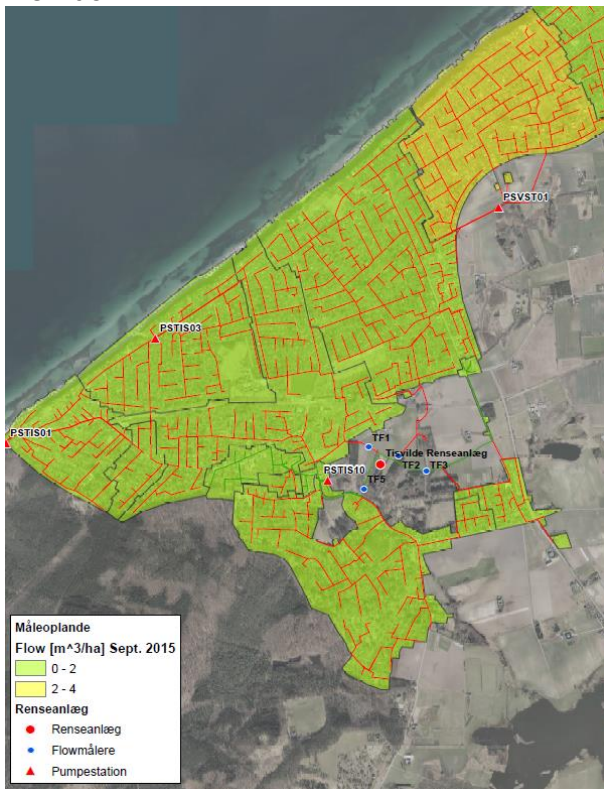 PSVST01
PSTIS03
PSTIS01
TF1
Tisvilde Renseanlæg
PSTIS10
TF2
TF3
TF5
Måleoplande
Flow [m^3/ha] Sept. 2015
0 - 2
2 - 4
Renseanlæg
Renseanlæg
Flowmålere
Pumpestation